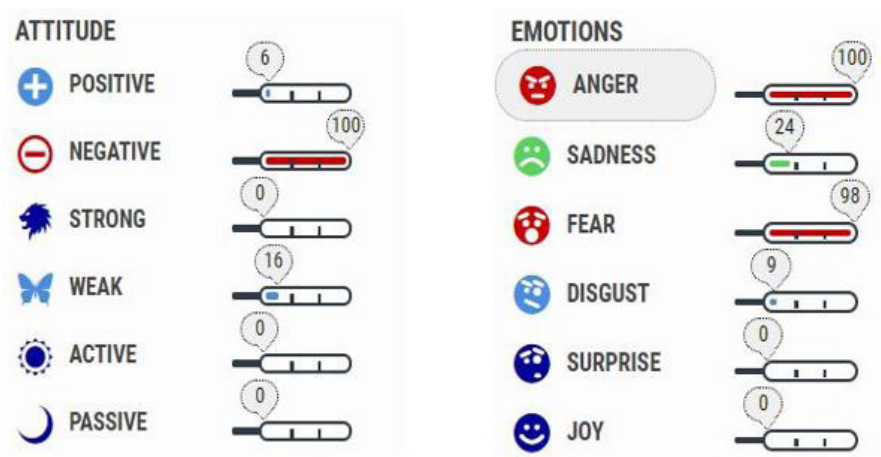 ATTITUDE
POSITIVE 6
NEGATIVE 100
STRONG 0
WEAK 16
ACTIVE 0
PASSIVE 0
EMOTIONS
ANGER 100
SADNESS 24
FEAR 98
DISGUST 9
SURPRISE 0
JOY 0